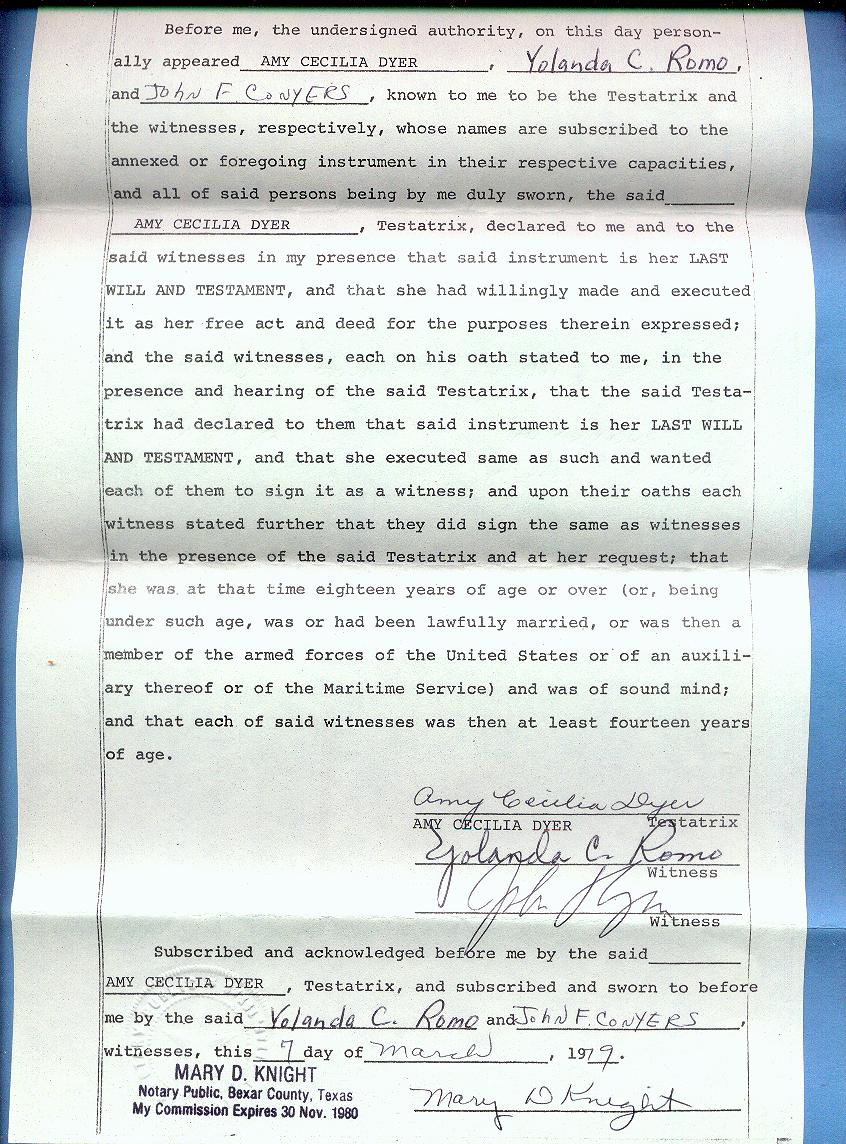 Before me, the undersigned authority, on this day person-
ally appeared AMY CECILIA DYER, Yolanda C. Romo,
and John F CONYERS, known to me to be the Testatrix and
the witnesses, respectively, whose names are subscribed to the
annexed or foregoing instrument in their respective capacities,
and all of said persons being by me duly sworn, the said
AMY CECILIA DYER, Testatrix, declared to me and to the
said witnesses in my presence that said instrument is her LAST
WILL AND TESTAMENT, and that she had willingly made and executed
it as her free act and deed for the purposes therein expressed;
and the said witnesses, each on his oath stated to me, in the
presence and hearing of the said Testatrix, that the said Testa-
trix had declared to them that said instrument is her LAST WILL
AND TESTAMENT, and that she executed same as such and wanted
each of them to sign it as a witness; and upon their oaths each
witness stated further that they did sign the same as witnesses
in the presence of the said Testatrix and at her request; that
she was at that time eighteen years of age or over (or, being
under such age, was or had been lawfully married, or was then a
member of the armed forces of the United States or of an auxili-
ary thereof or of the Maritime Service) and was of sound mind;
and that each of said witnesses was then at least fourteen years
of age.
Amy Cecilia Dyer
AMY CECILIA DYER Testatrix
Yolanda C. Romo
Witness
John
Witness
Subscribed and acknowledged before me by the said
AMY CECILIA DYER, Testatrix, and subscribed and sworn to before
me by the said Yolanda C. Romo and John F. CONYERS,
witnesses, this 7 day of March, 1979.
MARY D. KNIGHT
Notary Public, Bexar County, Texas
My Commission Expires 30 Nov. 1980
Mary D Knight